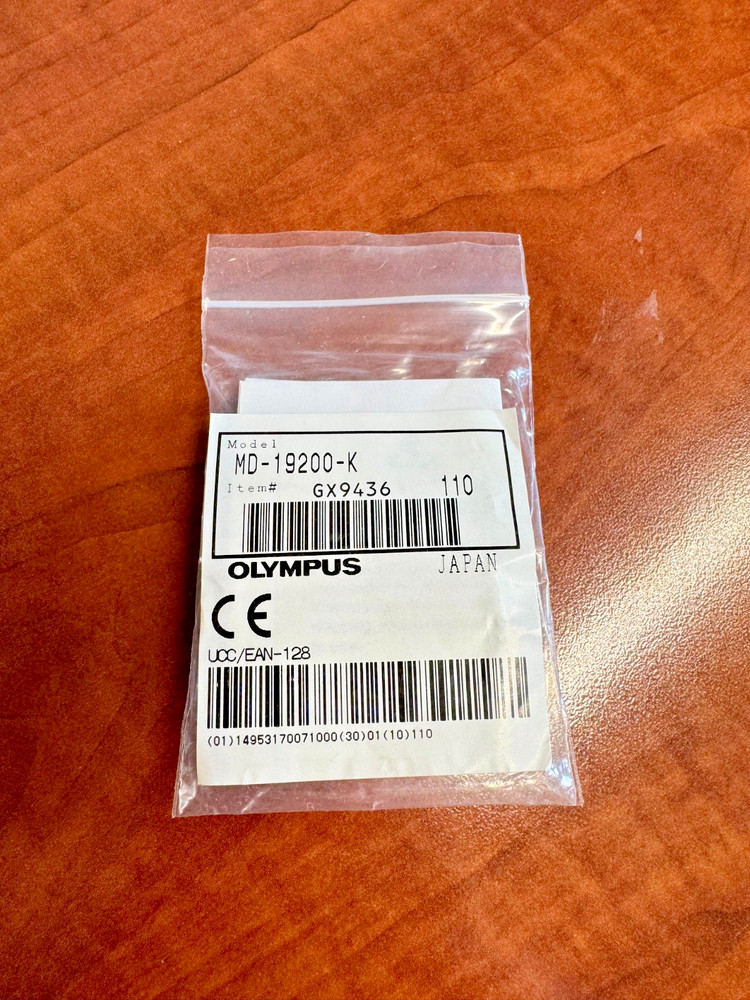 Model
MD-19200-K
Item# GX9436 110
OLYMPUS JAPAN
CE
UCC/EAN-128
(01)14953170071000(30)01(10)110